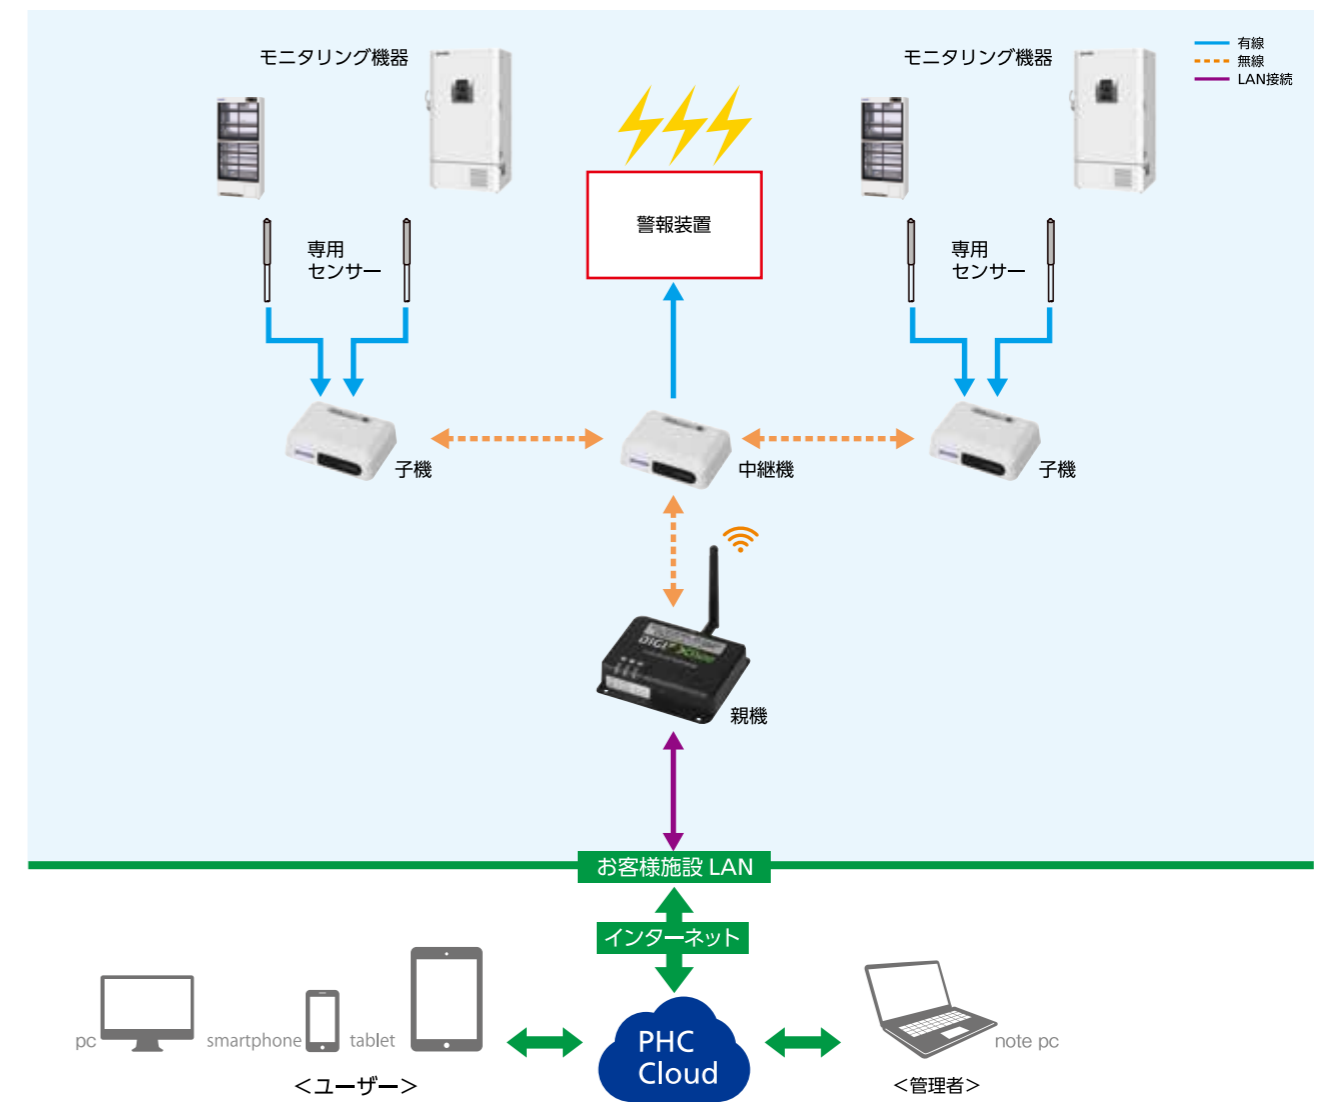 モニタリング機器
モニタリング機器
有線
無線
LAN接続
警報装置
専用
センサー
専用
センサー
子機
中継機
子機
DIGI
親機
お客様施設 LAN
インターネット
pc
smartphone
tablet
PHC
Cloud
note pc
＜ユーザー＞
＜管理者＞